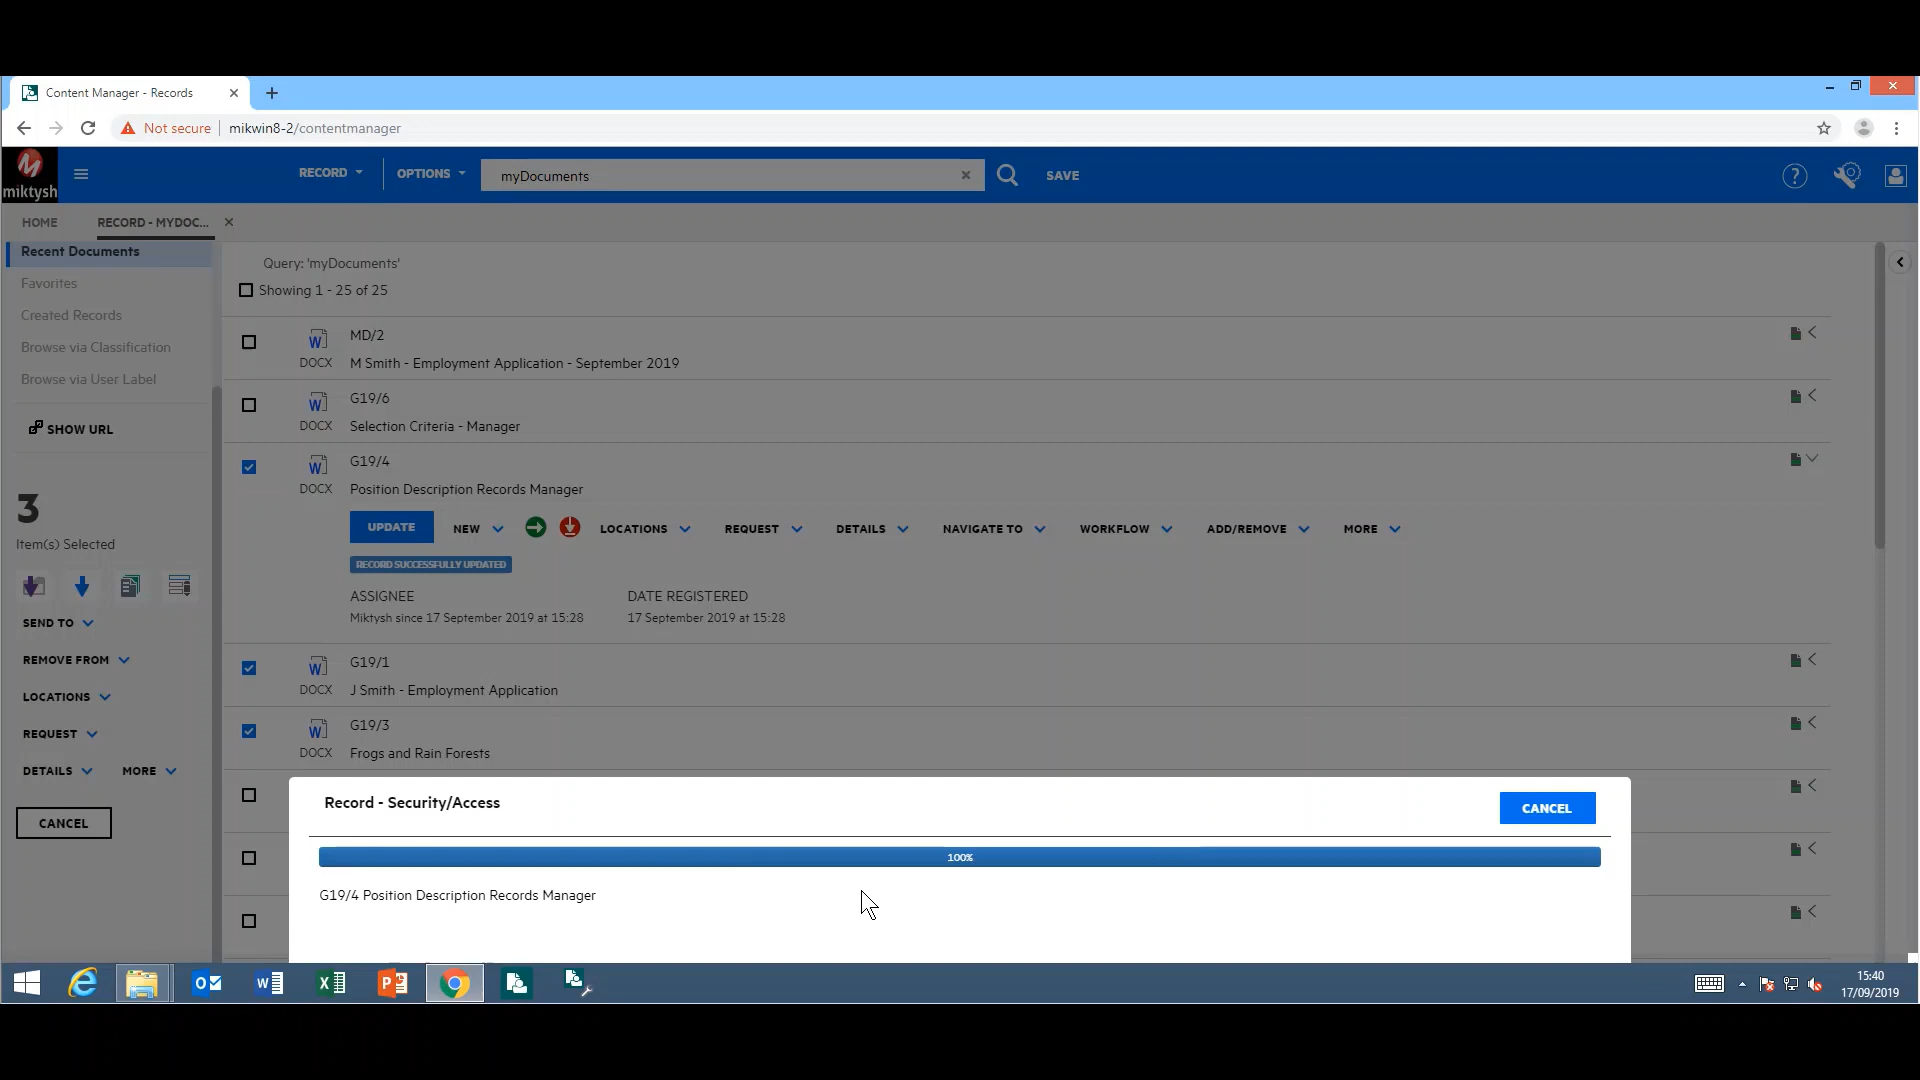 Content Manager - Records
Not secure
mikwin8-2/contentmanager
miktysh
RECORD
OPTIONS
myDocuments
SAVE
HOME
RECORD - MYDOC...
Recent Documents
Favorites
Created Records
Browse via Classification
Browse via User Label
SHOW URL
3
Item(s) Selected
SEND TO
REMOVE FROM
LOCATIONS
REQUEST
DETAILS
MORE
CANCEL
Query: 'myDocuments'
Showing 1 - 25 of 25
MD/2
DOCX
M Smith - Employment Application - September 2019
G19/6
DOCX
Selection Criteria - Manager
G19/4
DOCX
Position Description Records Manager
UPDATE
NEW
LOCATIONS
REQUEST
DETAILS
NAVIGATE TO
WORKFLOW
ADD/REMOVE
MORE
RECORD SUCCESSFULLY UPDATED
ASSIGNEE
DATE REGISTERED
Miktysh since 17 September 2019 at 15:28
17 September 2019 at 15:28
G19/1
DOCX
J Smith - Employment Application
G19/3
DOCX
Frogs and Rain Forests
Record - Security/Access
CANCEL
100%
G19/4 Position Description Records Manager
15:40
17/09/2019